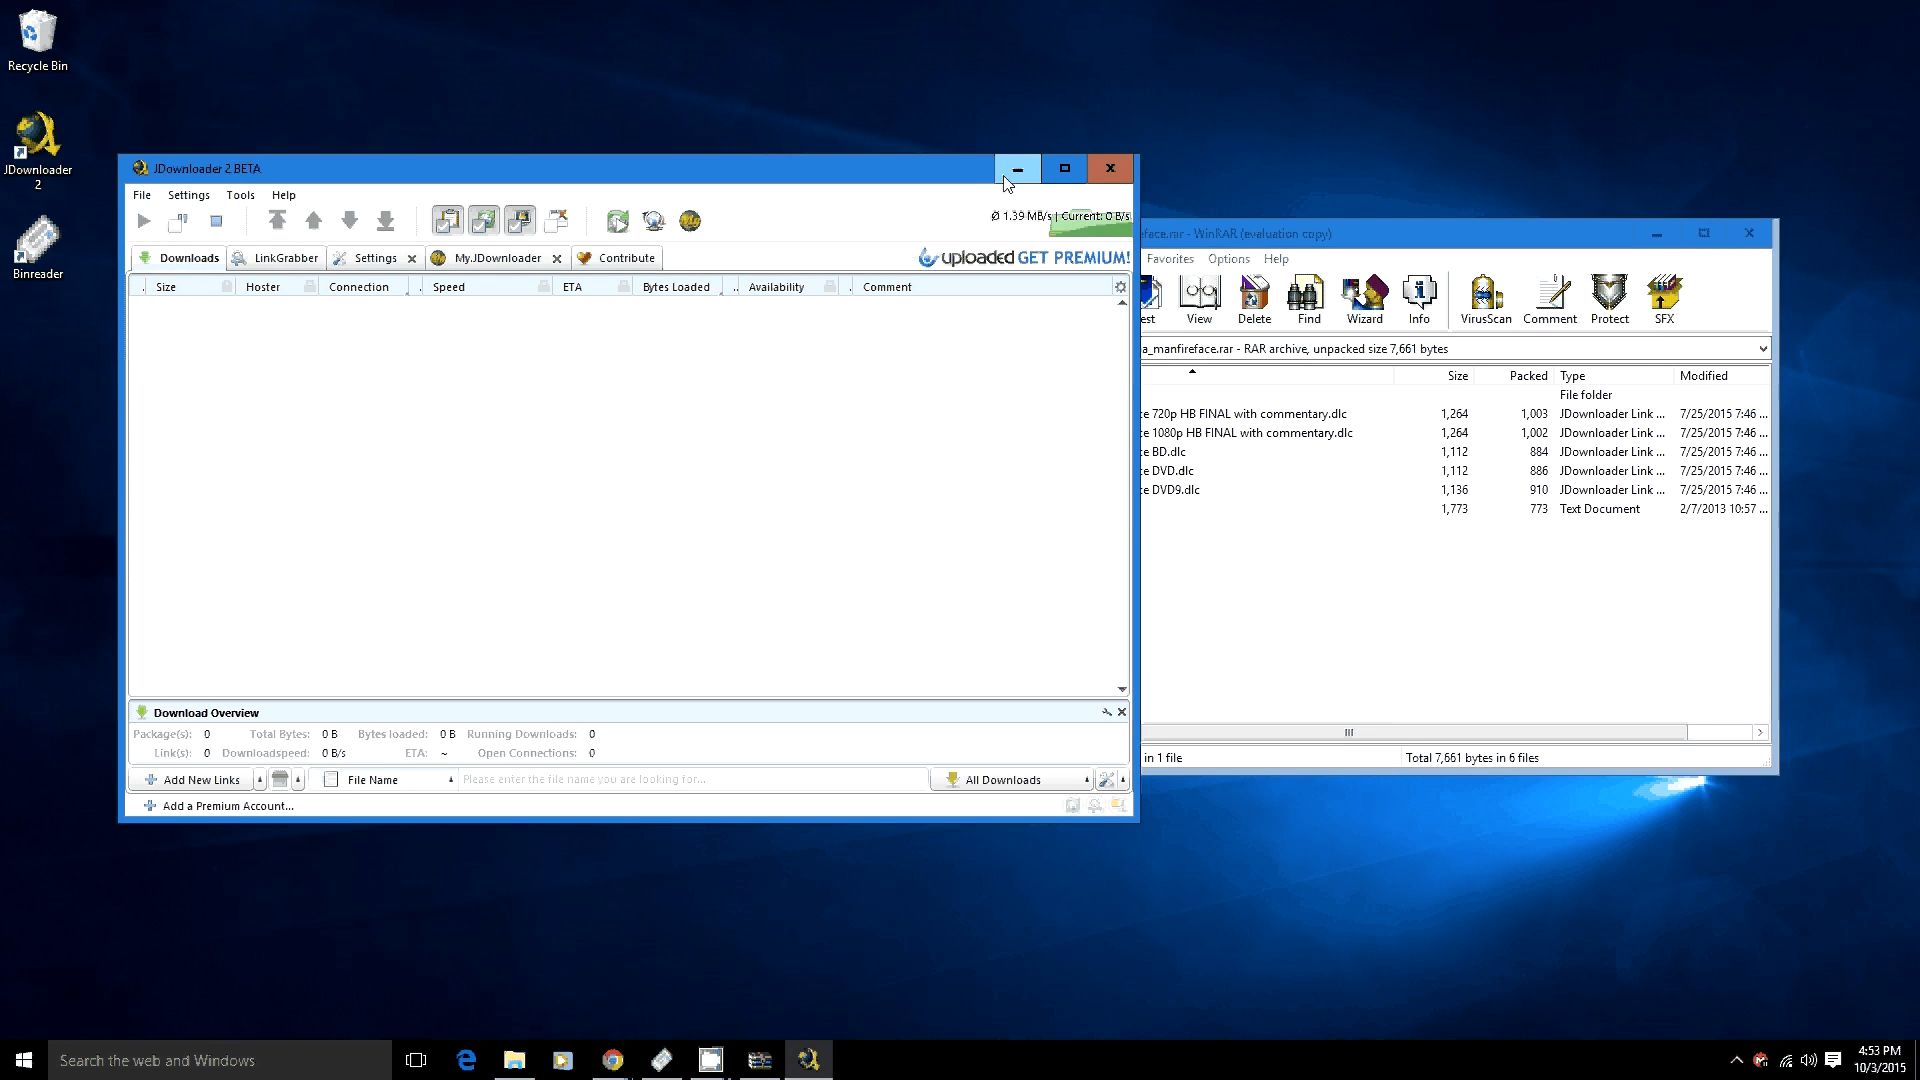 Recycle Bin
JDownloader 2
Binreader
JDownloader 2 BETA
File Settings Tools Help
Ø 1.39 MB/s | Current: 0 B/s
Downloads LinkGrabber Settings My.JDownloader Contribute
uploaded GET PREMIUM!
Size Hoster Connection Speed ETA Bytes Loaded .. Availability Comment
Download Overview
Package(s): 0 Total Bytes: 0 B Bytes loaded: 0 B Running Downloads: 0
Link(s): 0 Downloadspeed: 0 B/s ETA: ~ Open Connections: 0
Add New Links File Name Please enter the file name you are looking for... All Downloads
Add a Premium Account...
eface.rar - WinRAR (evaluation copy)
Favorites Options Help
est View Delete Find Wizard Info VirusScan Comment Protect SFX
a_manfireface.rar - RAR archive, unpacked size 7,661 bytes
Size Packed Type Modified
File folder
ce 720p HB FINAL with commentary.dlc 1,264 1,003 JDownloader Link ... 7/25/2015 7:46 ...
ce 1080p HB FINAL with commentary.dlc 1,264 1,002 JDownloader Link ... 7/25/2015 7:46 ...
ce BD.dlc 1,112 884 JDownloader Link ... 7/25/2015 7:46 ...
ce DVD.dlc 1,112 886 JDownloader Link ... 7/25/2015 7:46 ...
ce DVD9.dlc 1,136 910 JDownloader Link ... 7/25/2015 7:46 ...
1,773 773 Text Document 2/7/2013 10:57 ...
in 1 file Total 7,661 bytes in 6 files
Search the web and Windows
4:53 PM
10/3/2015